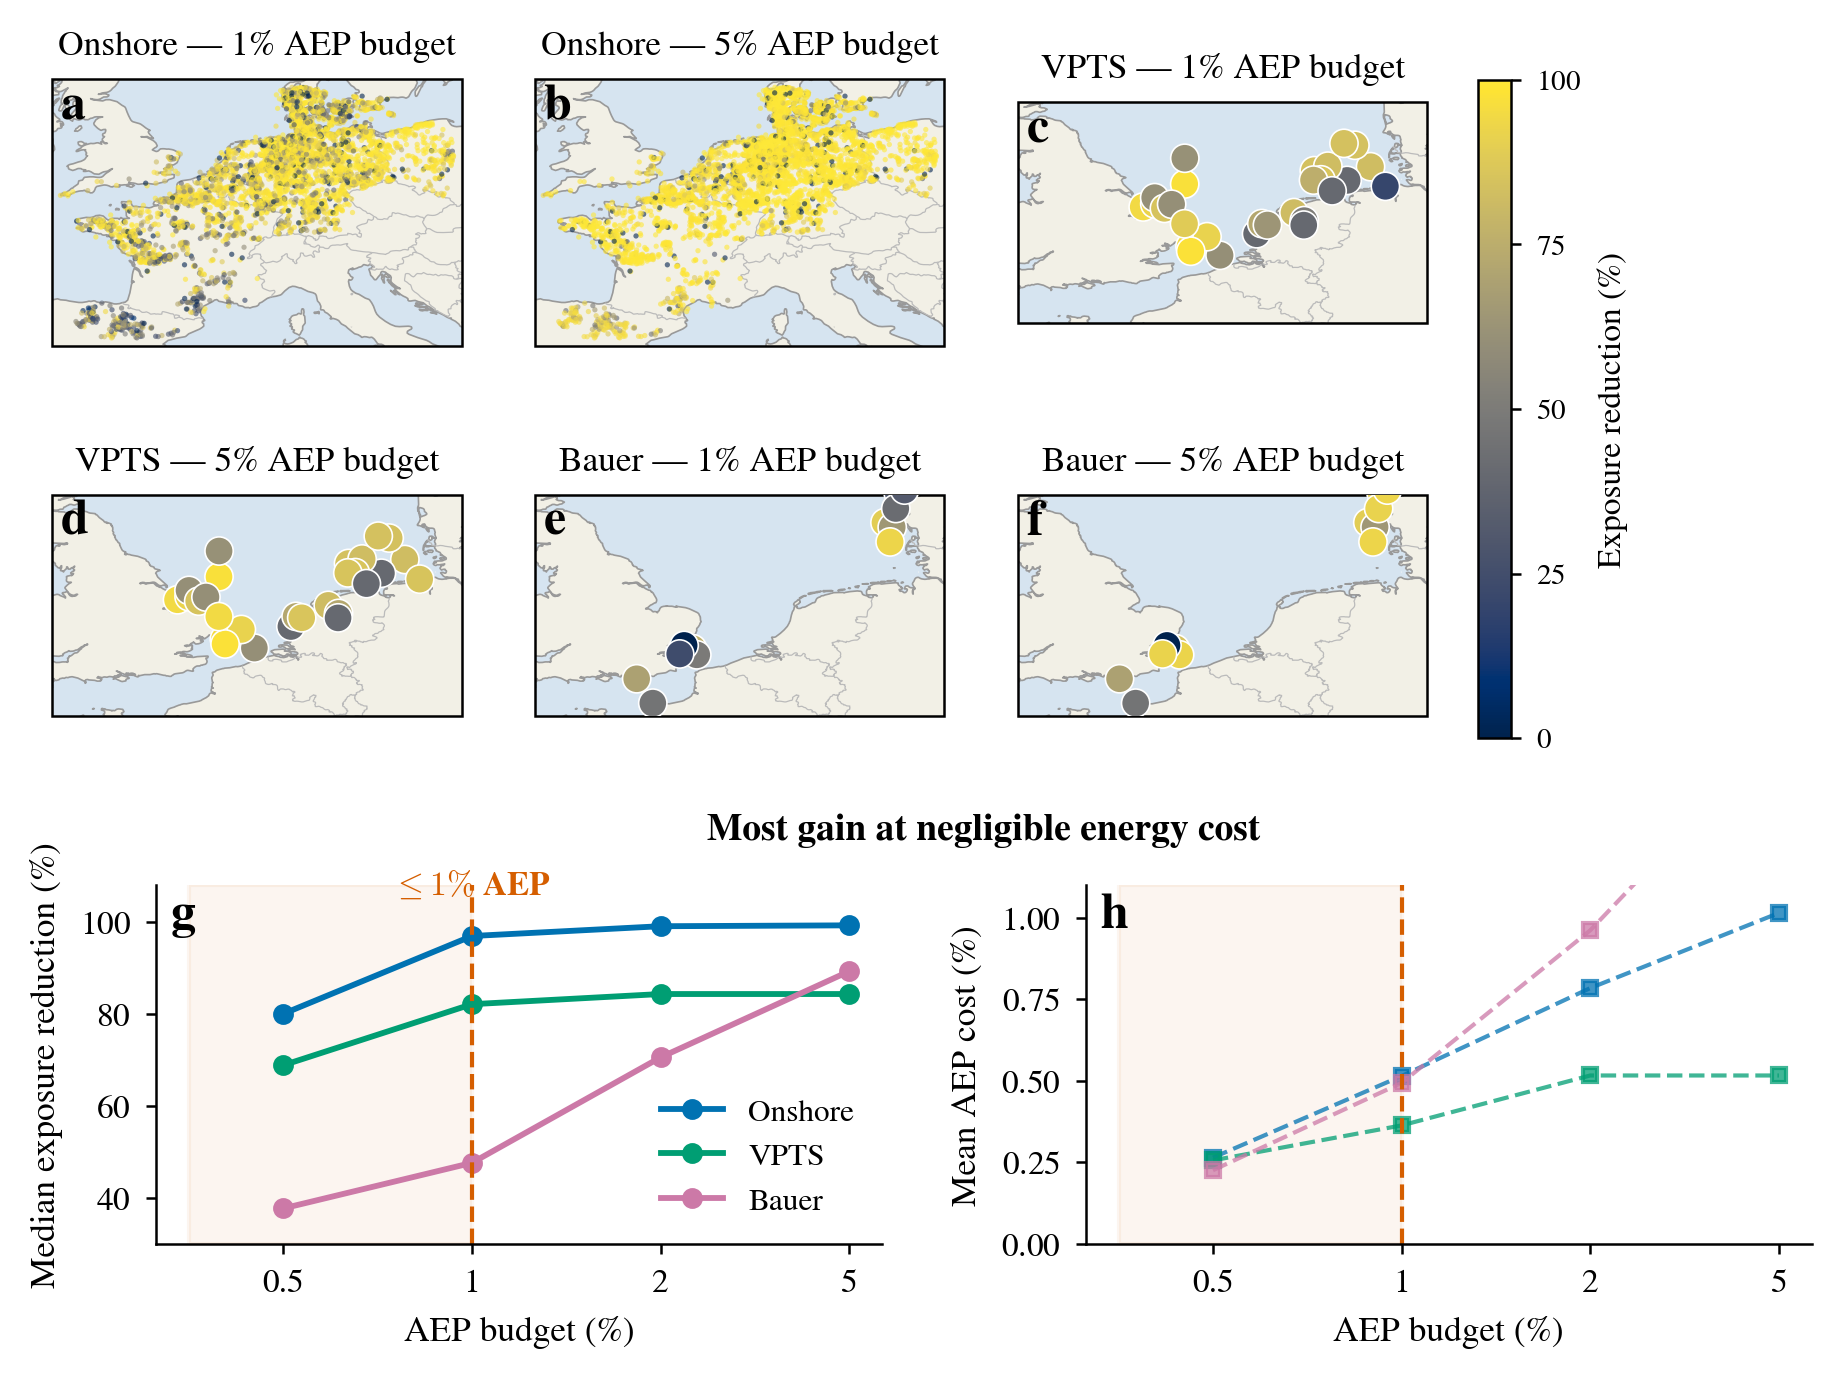 Onshore — 1% AEP budget
Onshore — 5% AEP budget
VPTS — 1% AEP budget
a
b
c
100
75
50
25
0
Exposure reduction (%)
VPTS — 5% AEP budget
Bauer — 1% AEP budget
Bauer — 5% AEP budget
d
e
f
Most gain at negligible energy cost
≤ 1% AEP
g
Median exposure reduction (%)
100
80
60
40
Onshore
VPTS
Bauer
0.5
1
2
5
AEP budget (%)
h
Mean AEP cost (%)
1.00
0.75
0.50
0.25
0.00
0.5
1
2
5
AEP budget (%)